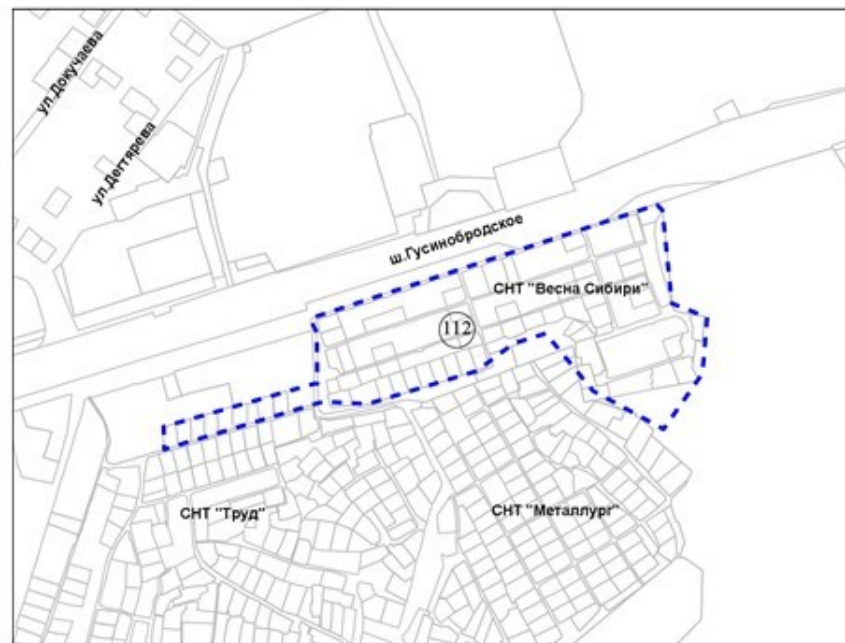 ул.Докучаева
ул.Дегтярева
ш.Гусинобродское
СНТ "Весна Сибири"
112
СНТ "Труд"
СНТ "Металлург"